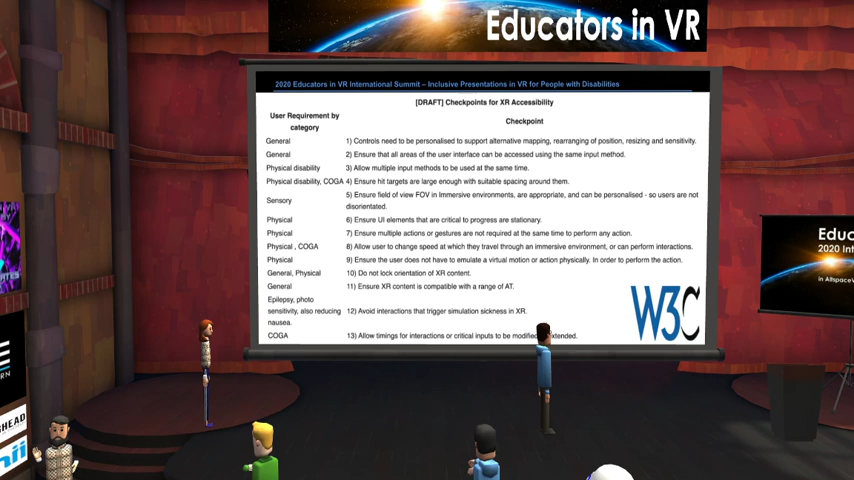 Educators in VR
2020 Educators in VR International Summit – Inclusive Presentations in VR for People with Disabilities
[DRAFT] Checkpoints for XR Accessibility
User Requirement by
category
Checkpoint
General 1) Controls need to be personalised to support alternative mapping, rearranging of position, resizing and sensitivity.
General 2) Ensure that all areas of the user interface can be accessed using the same input method.
Physical disability 3) Allow multiple input methods to be used at the same time.
Physical disability, COGA 4) Ensure hit targets are large enough with suitable spacing around them.
Sensory 5) Ensure field of view FOV in Immersive environments, are appropriate, and can be personalised - so users are not
disorientated.
Physical 6) Ensure UI elements that are critical to progress are stationary.
Physical 7) Ensure multiple actions or gestures are not required at the same time to perform any action.
Physical , COGA 8) Allow user to change speed at which they travel through an immersive environment, or can perform interactions.
Physical 9) Ensure the user does not have to emulate a virtual motion or action physically. In order to perform the action.
General, Physical 10) Do not lock orientation of XR content.
General 11) Ensure XR content is compatible with a range of AT.
Epilepsy, photo
sensitivity, also reducing 12) Avoid interactions that trigger simulation sickness in XR.
nausea.
COGA 13) Allow timings for interactions or critical inputs to be modified extended.
W3C
Educ
2020 Int
in AltspaceV
ATES
E
RN
HEAD